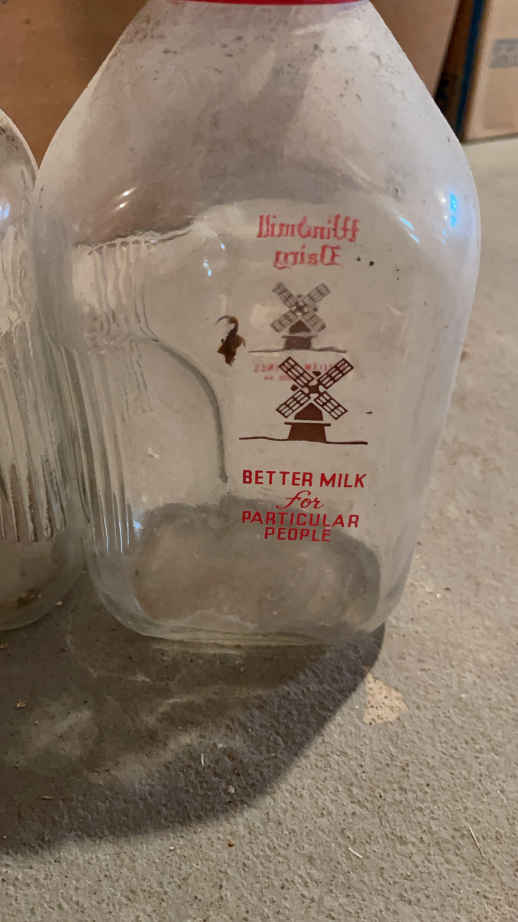 Windmill
Dairy
BETTER MILK
for
PARTICULAR
PEOPLE